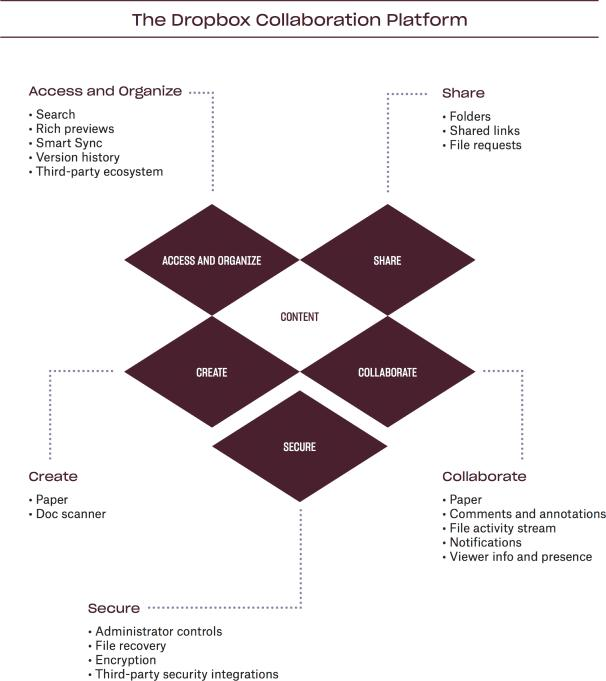 The Dropbox Collaboration Platform
Access and Organize
• Search
• Rich previews
• Smart Sync
• Version history
• Third-party ecosystem
Share
• Folders
• Shared links
• File requests
ACCESS AND ORGANIZE
SHARE
CONTENT
CREATE
COLLABORATE
SECURE
Create
• Paper
• Doc scanner
Collaborate
• Paper
• Comments and annotations
• File activity stream
• Notifications
• Viewer info and presence
Secure
• Administrator controls
• File recovery
• Encryption
• Third-party security integrations